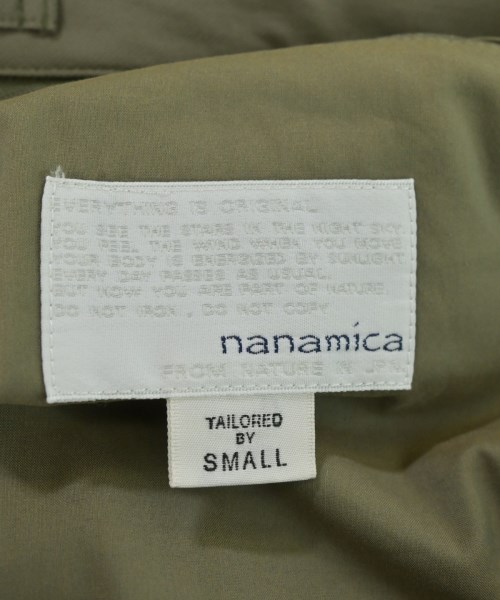 EVERYTHING IS ORIGINAL.
YOU SEE THE STARS IN THE NIGHT SKY.
YOU FEEL THE WIND WHEN YOU MOVE.
YOUR BODY IS ENERGIZED BY SUNLIGHT.
EVERY DAY PASSES AS USUAL.
BUT NOW YOU ARE PART OF NATURE.
DO NOT IRON, DO NOT COPY
nanamica
FROM NATURE IN JPN.
TAILORED
BY
SMALL